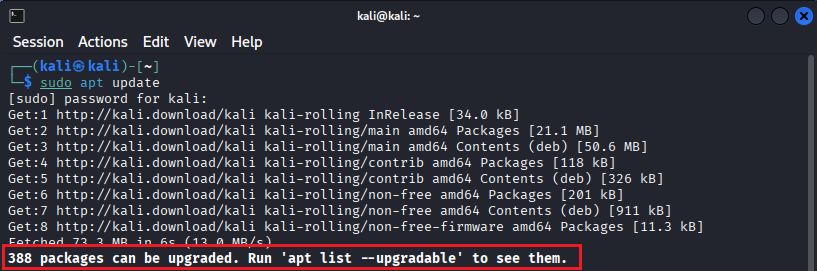 kali@kali: ~
Session Actions Edit View Help
┌──(kali㉿kali)-[~]
└─$ sudo apt update
[sudo] password for kali:
Get:1 http://kali.download/kali kali-rolling InRelease [34.0 kB]
Get:2 http://kali.download/kali kali-rolling/main amd64 Packages [21.1 MB]
Get:3 http://kali.download/kali kali-rolling/main amd64 Contents (deb) [50.6 MB]
Get:4 http://kali.download/kali kali-rolling/contrib amd64 Packages [118 kB]
Get:5 http://kali.download/kali kali-rolling/contrib amd64 Contents (deb) [326 kB]
Get:6 http://kali.download/kali kali-rolling/non-free amd64 Packages [201 kB]
Get:7 http://kali.download/kali kali-rolling/non-free amd64 Contents (deb) [911 kB]
Get:8 http://kali.download/kali kali-rolling/non-free-firmware amd64 Packages [11.3 kB]
Fetched 73.3 MB in 6s (13.0 MB/s)
388 packages can be upgraded. Run 'apt list --upgradable' to see them.